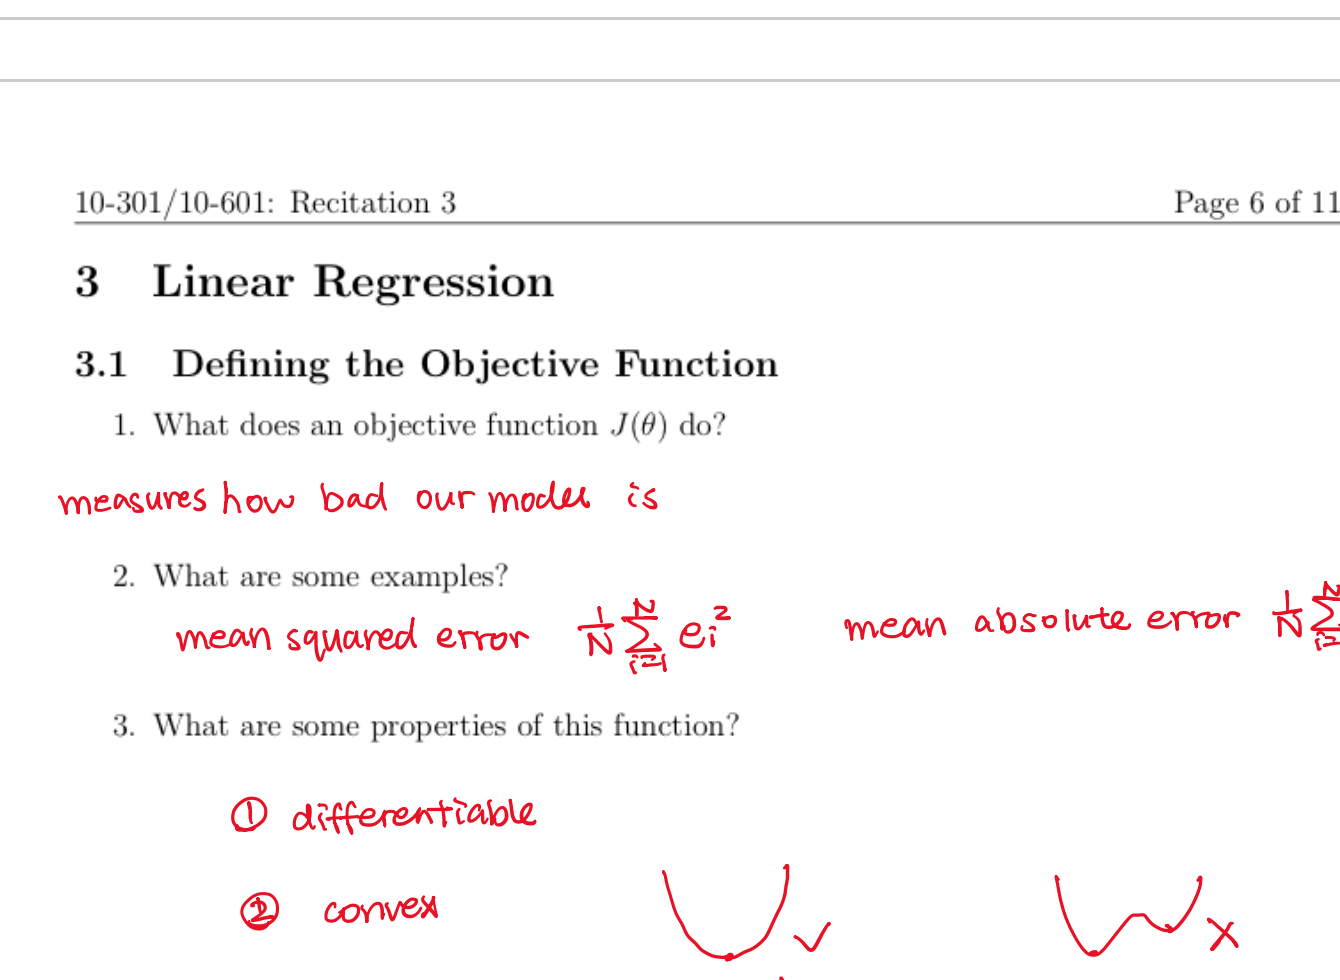 10-301/10-601: Recitation 3 Page 6 of 11
3 Linear Regression
3.1 Defining the Objective Function
1. What does an objective function J(θ) do?
measures how bad our model is
2. What are some examples?
mean squared error 1/N ∑_{i=1}^{N} ei² mean absolute error 1/N ∑
3. What are some properties of this function?
① differentiable
② convex